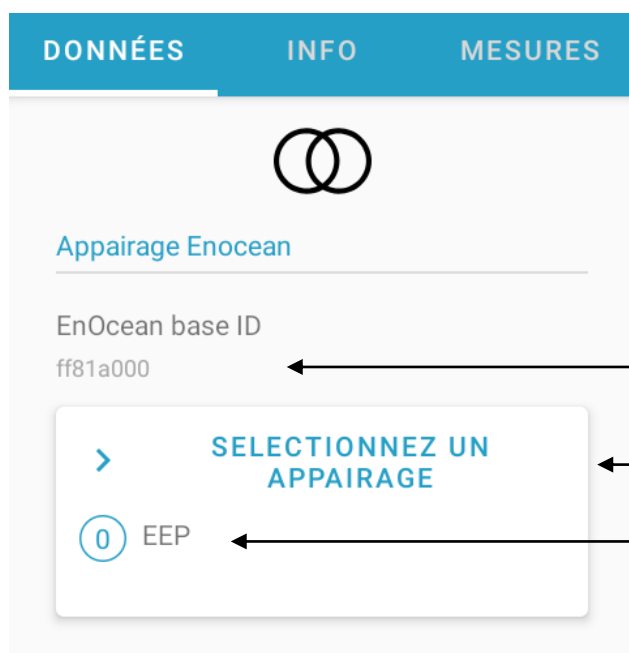 DONNÉES INFO MESURES
Appairage Enocean
EnOcean base ID
ff81a000
SELECTIONNEZ UN
APPAIRAGE
0 EEP